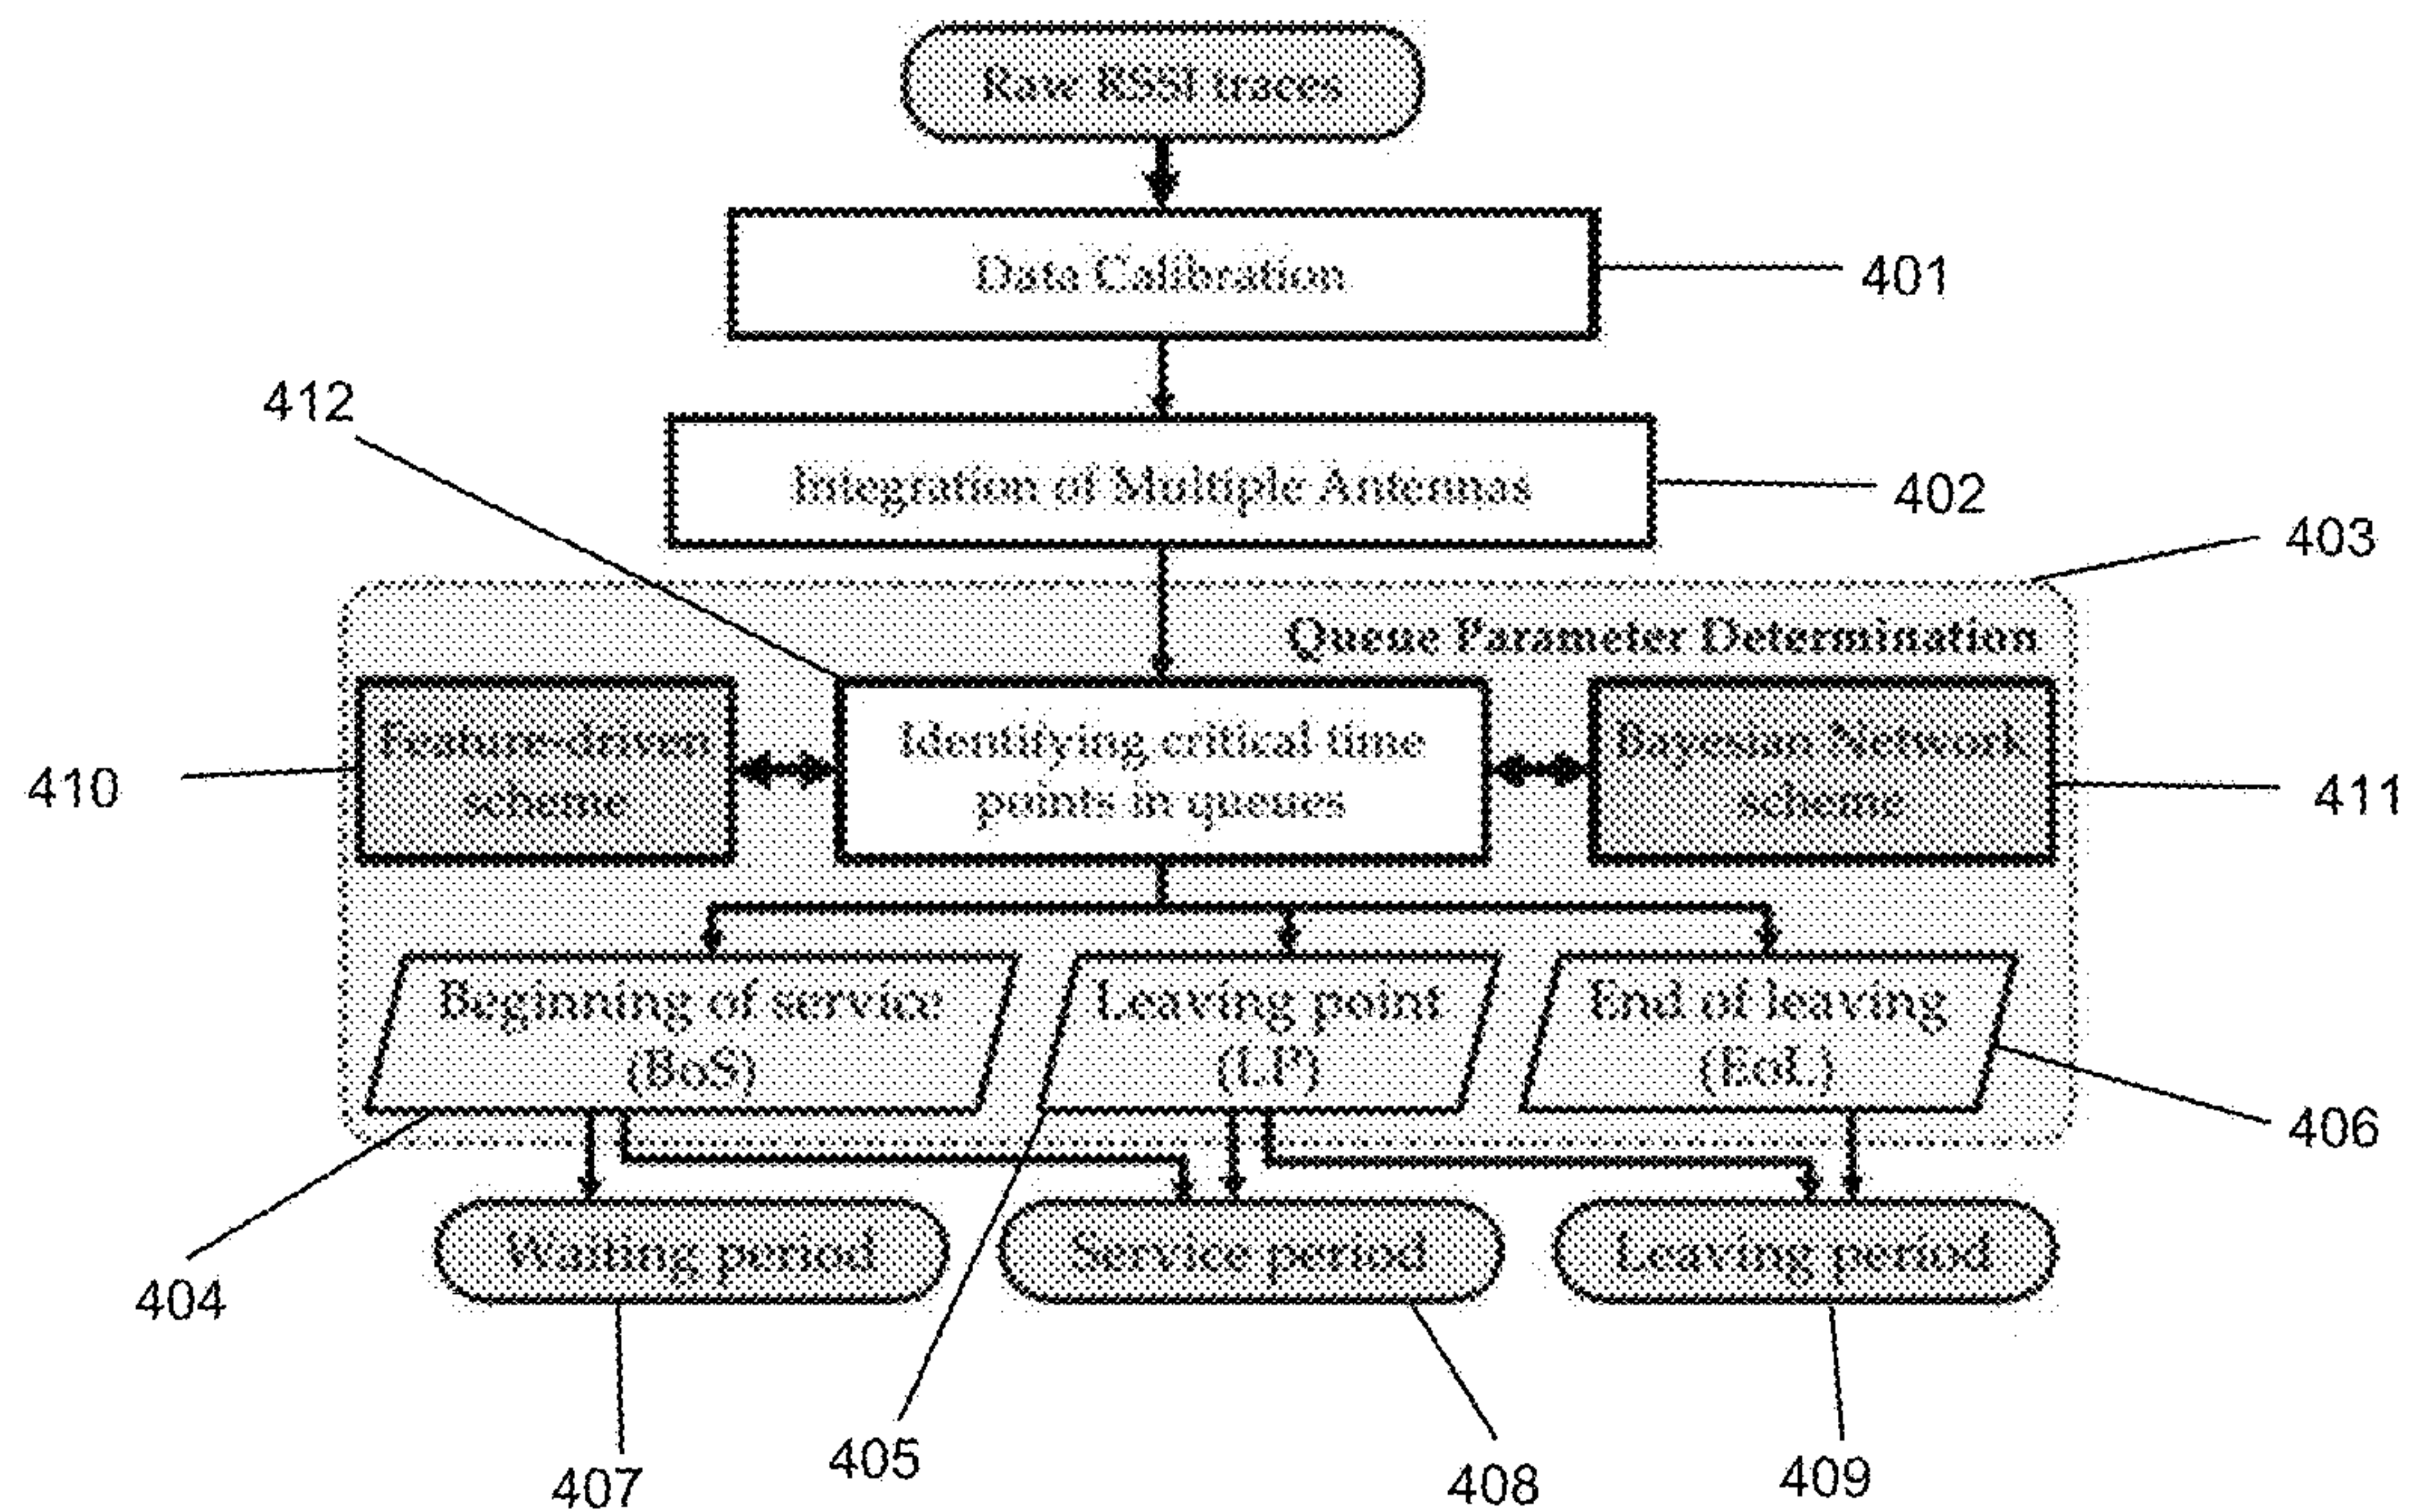 Raw RSSI traces
Data Calibration
401
412
Integration of Multiple Antennas
402
403
Queue Parameter Determination
Feature-driven
scheme
Identifying critical time
points in queues
Bayesian Network
scheme
410
411
Beginning of service
(BoS)
Leaving point
(LP)
End of leaving
(EoL)
406
Waiting period
Service period
Leaving period
404
405
407
408
409